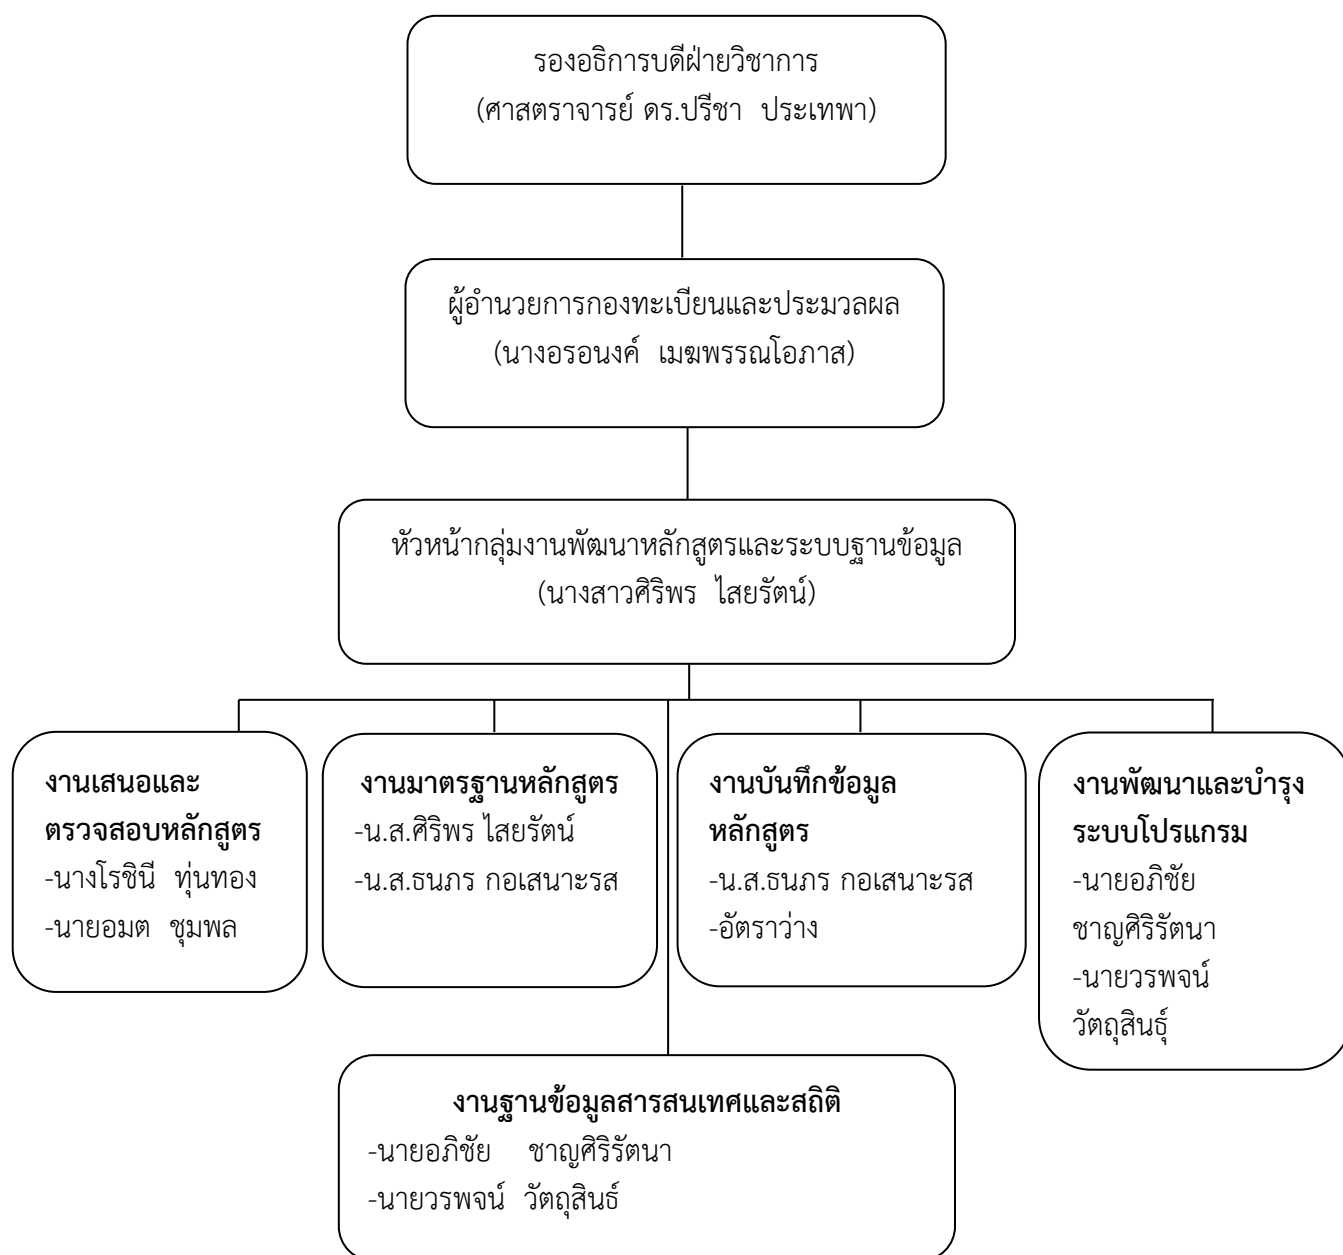 รองอธิการบดีฝ่ายวิชาการ
(ศาสตราจารย์ ดร.ปรีชา ประเทพา)
ผู้อำนวยการกองทะเบียนและประมวลผล
(นางอรอนงค์ เมฆพรรณโอภาส)
หัวหน้ากลุ่มงานพัฒนาหลักสูตรและระบบฐานข้อมูล
(นางสาวศิริพร ไสยรัตน์)
งานเสนอและ
ตรวจสอบหลักสูตร
-นางโรชินี ทุ่นทอง
-นายอมต ชุมพล
งานมาตรฐานหลักสูตร
-น.ส.ศิริพร ไสยรัตน์
-น.ส.ธนภร กอเสนาะรส
งานบันทึกข้อมูล
หลักสูตร
-น.ส.ธนภร กอเสนาะรส
-อัตราว่าง
งานพัฒนาและบำรุง
ระบบโปรแกรม
-นายอภิชัย
ชาญศิริรัตนา
-นายวรพจน์
วัตถุสินธุ์
งานฐานข้อมูลสารสนเทศและสถิติ
-นายอภิชัย ชาญศิริรัตนา
-นายวรพจน์ วัตถุสินธ์